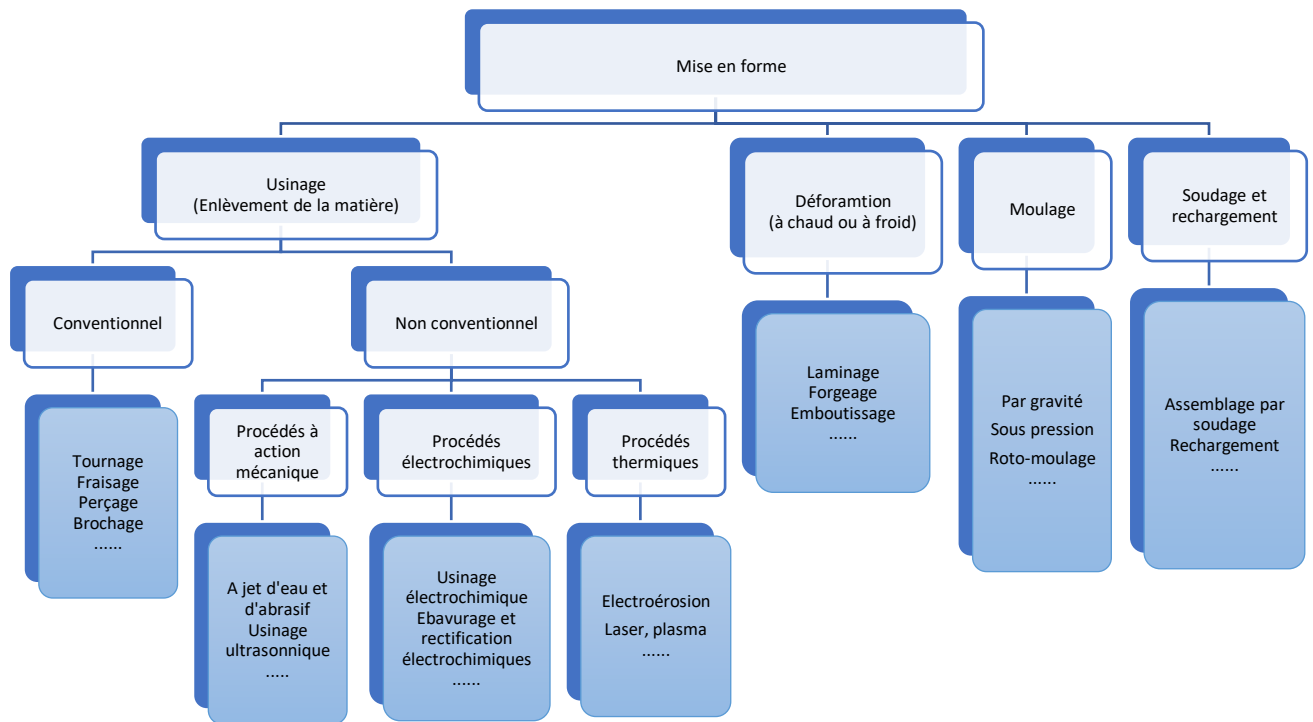 Mise en forme
Usinage
(Enlèvement de la matière)
Déforamtion
(à chaud ou à froid)
Moulage
Soudage et
rechargement
Conventionnel
Non conventionnel
Laminage
Forgeage
Emboutissage
......
Par gravité
Sous pression
Roto-moulage
......
Assemblage par
soudage
Rechargement
......
Tournage
Fraisage
Perçage
Brochage
......
Procédés à
action
mécanique
Procédés
électrochimiques
Procédés
thermiques
A jet d'eau et
d'abrasif
Usinage
ultrasonnique
.....
Usinage
électrochimique
Ebavurage et
rectification
électrochimiques
......
Electroérosion
Laser, plasma
......